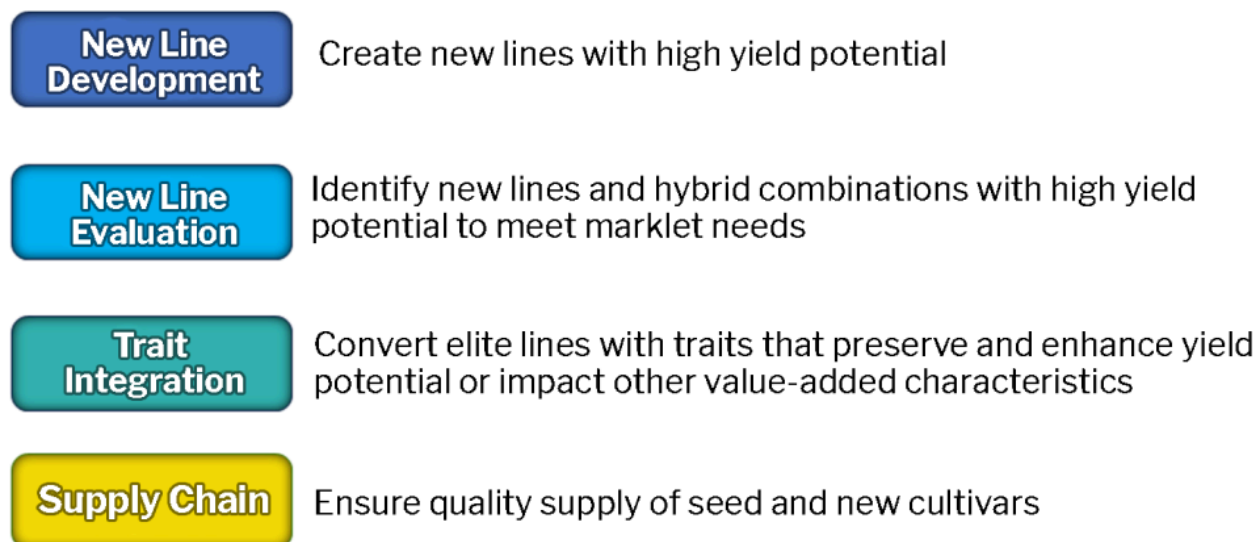 New Line
Development
Create new lines with high yield potential
New Line
Evaluation
Identify new lines and hybrid combinations with high yield
potential to meet marklet needs
Trait
Integration
Convert elite lines with traits that preserve and enhance yield
potential or impact other value-added characteristics
Supply Chain
Ensure quality supply of seed and new cultivars